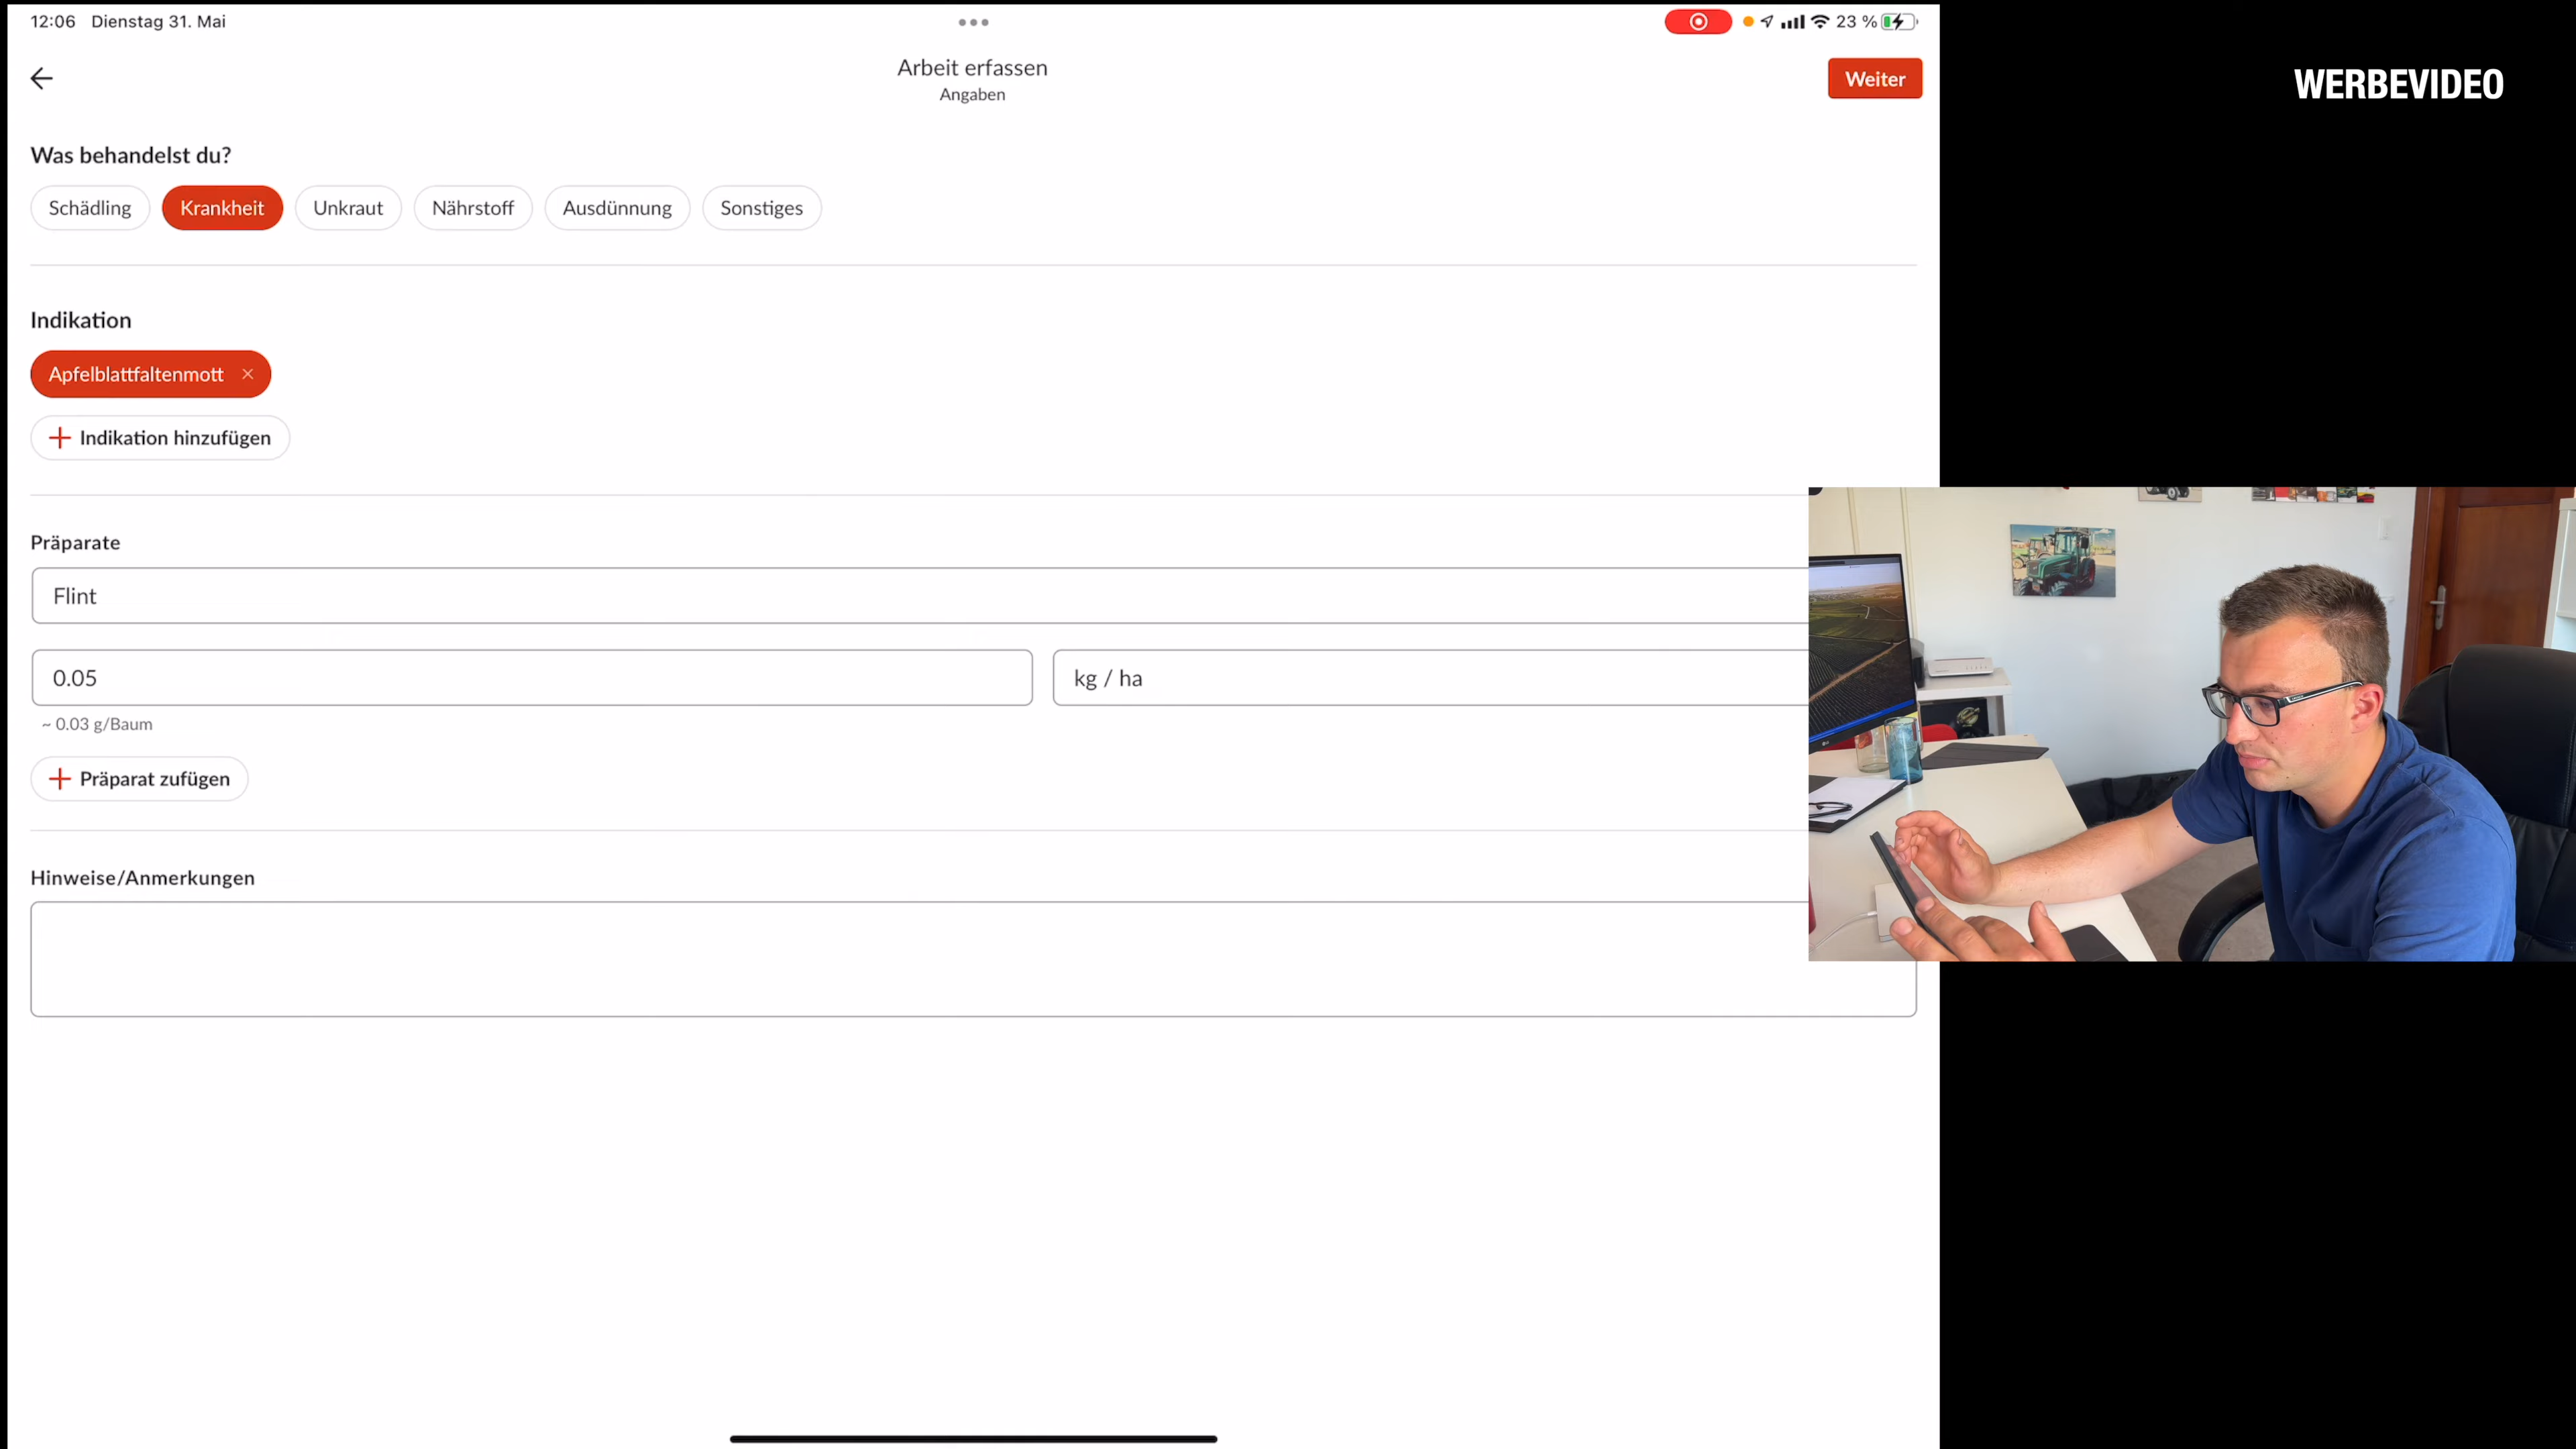 12:06 Dienstag 31. Mai
23 %
Arbeit erfassen
Angaben
Weiter
WERBEVIDEO
Was behandelst du?
Schädling
Krankheit
Unkraut
Nährstoff
Ausdünnung
Sonstiges
Indikation
Apfelblattfaltenmott
Indikation hinzufügen
Präparate
Flint
0.05
kg / ha
~ 0.03 g/Baum
Präparat zufügen
Hinweise/Anmerkungen